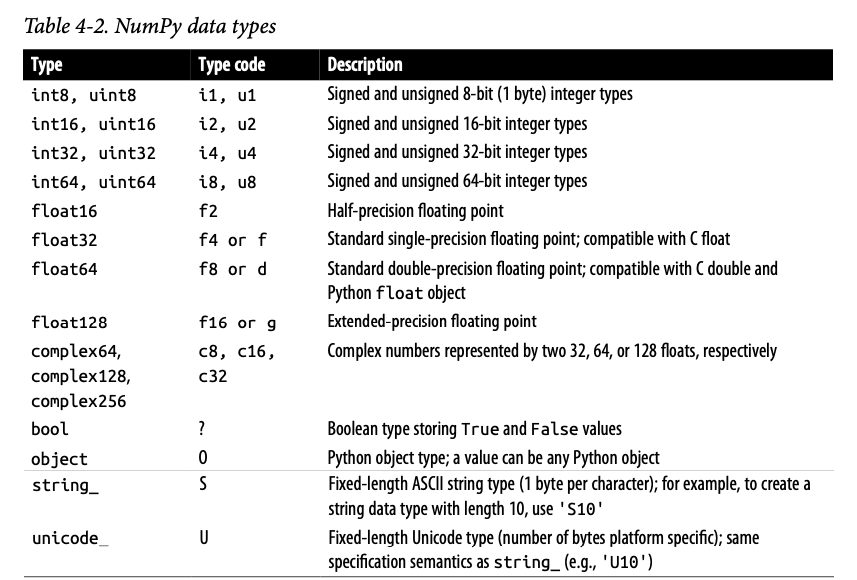 Table 4-2. NumPy data types
Type Type code Description
int8, uint8 i1, u1 Signed and unsigned 8-bit (1 byte) integer types
int16, uint16 i2, u2 Signed and unsigned 16-bit integer types
int32, uint32 i4, u4 Signed and unsigned 32-bit integer types
int64, uint64 i8, u8 Signed and unsigned 64-bit integer types
float16 f2 Half-precision floating point
float32 f4 or f Standard single-precision floating point; compatible with C float
float64 f8 or d Standard double-precision floating point; compatible with C double and
Python float object
float128 f16 or g Extended-precision floating point
complex64, c8, c16, Complex numbers represented by two 32, 64, or 128 floats, respectively
complex128, c32
complex256
bool ? Boolean type storing True and False values
object O Python object type; a value can be any Python object
string_ S Fixed-length ASCII string type (1 byte per character); for example, to create a
string data type with length 10, use 'S10'
unicode_ U Fixed-length Unicode type (number of bytes platform specific); same
specification semantics as string_ (e.g., 'U10')